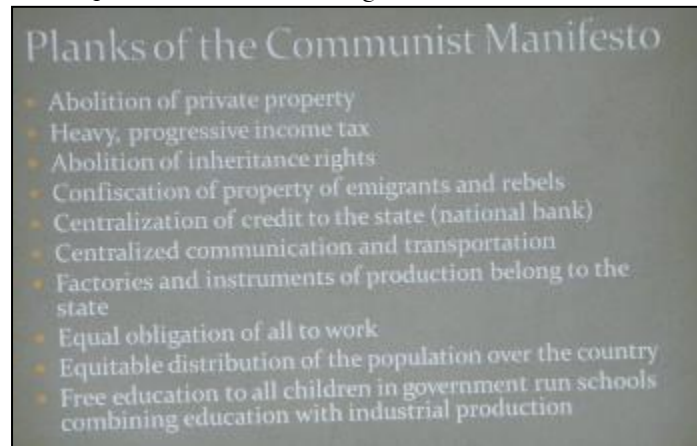 Planks of the Communist Manifesto
• Abolition of private property
• Heavy, progressive income tax
• Abolition of inheritance rights
• Confiscation of property of emigrants and rebels
• Centralization of credit to the state (national bank)
• Centralized communication and transportation
• Factories and instruments of production belong to the
state
• Equal obligation of all to work
• Equitable distribution of the population over the country
• Free education to all children in government run schools
combining education with industrial production